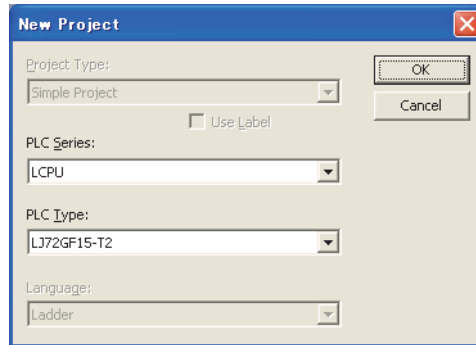 New Project
Project Type:
Simple Project
Use Label
PLC Series:
LCPU
PLC Type:
LJ72GF15-T2
Language:
Ladder
OK
Cancel